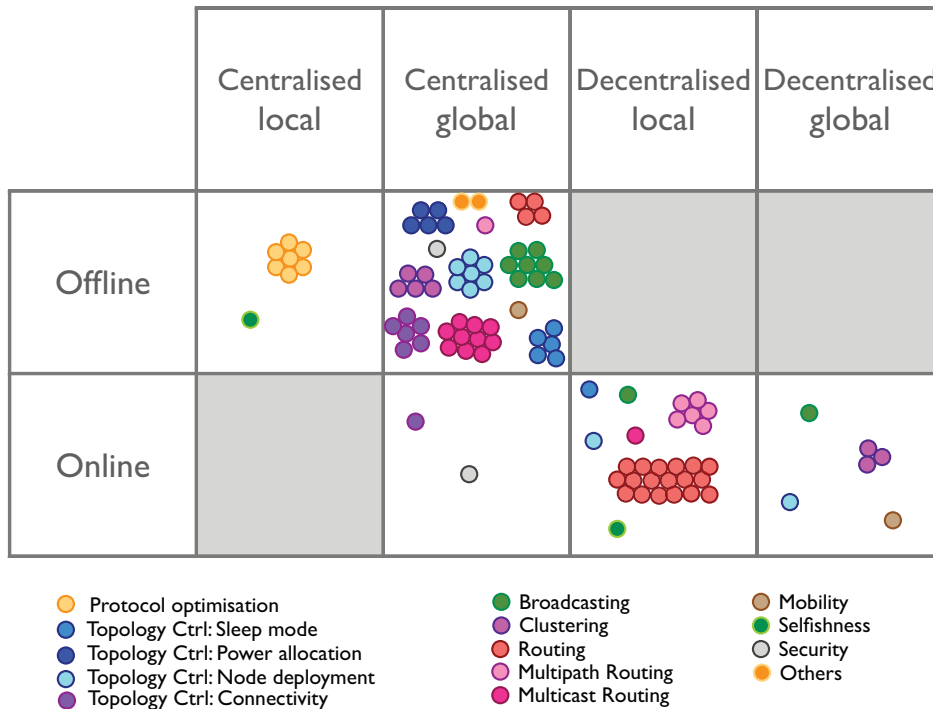 Centralised
local
Centralised
global
Decentralised
local
Decentralised
global
Offline
Online
Protocol optimisation
Topology Ctrl: Sleep mode
Topology Ctrl: Power allocation
Topology Ctrl: Node deployment
Topology Ctrl: Connectivity
Broadcasting
Clustering
Routing
Multipath Routing
Multicast Routing
Mobility
Selfishness
Security
Others